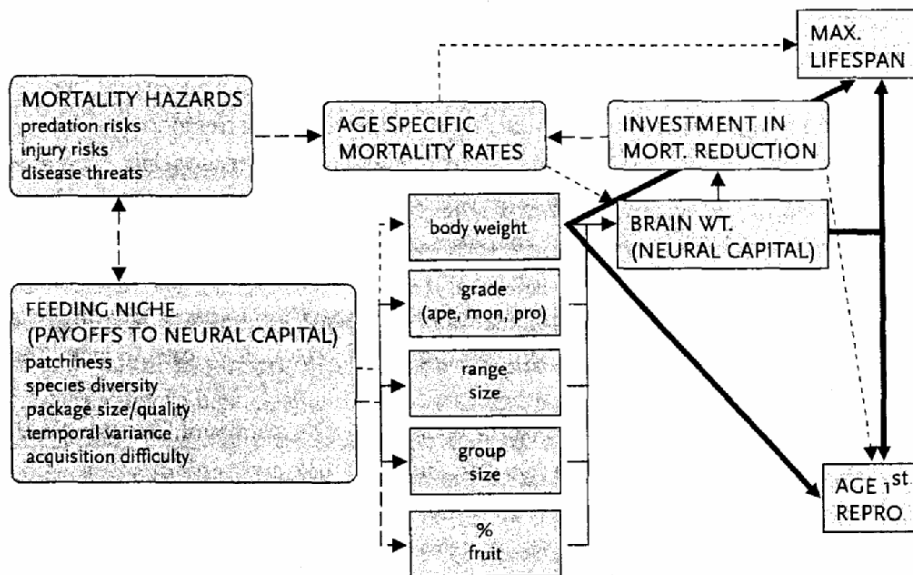 MAX.
LIFESPAN
MORTALITY HAZARDS
predation risks
injury risks
disease threats
AGE SPECIFIC
MORTALITY RATES
INVESTMENT IN
MORT. REDUCTION
body weight
BRAIN WT.
(NEURAL CAPITAL)
FEEDING NICHE
(PAYOFFS TO NEURAL CAPITAL)
patchiness
species diversity
package size/quality
temporal variance
acquisition difficulty
grade
(ape, mon, pro)
range
size
group
size
%
fruit
AGE 1st
REPRO